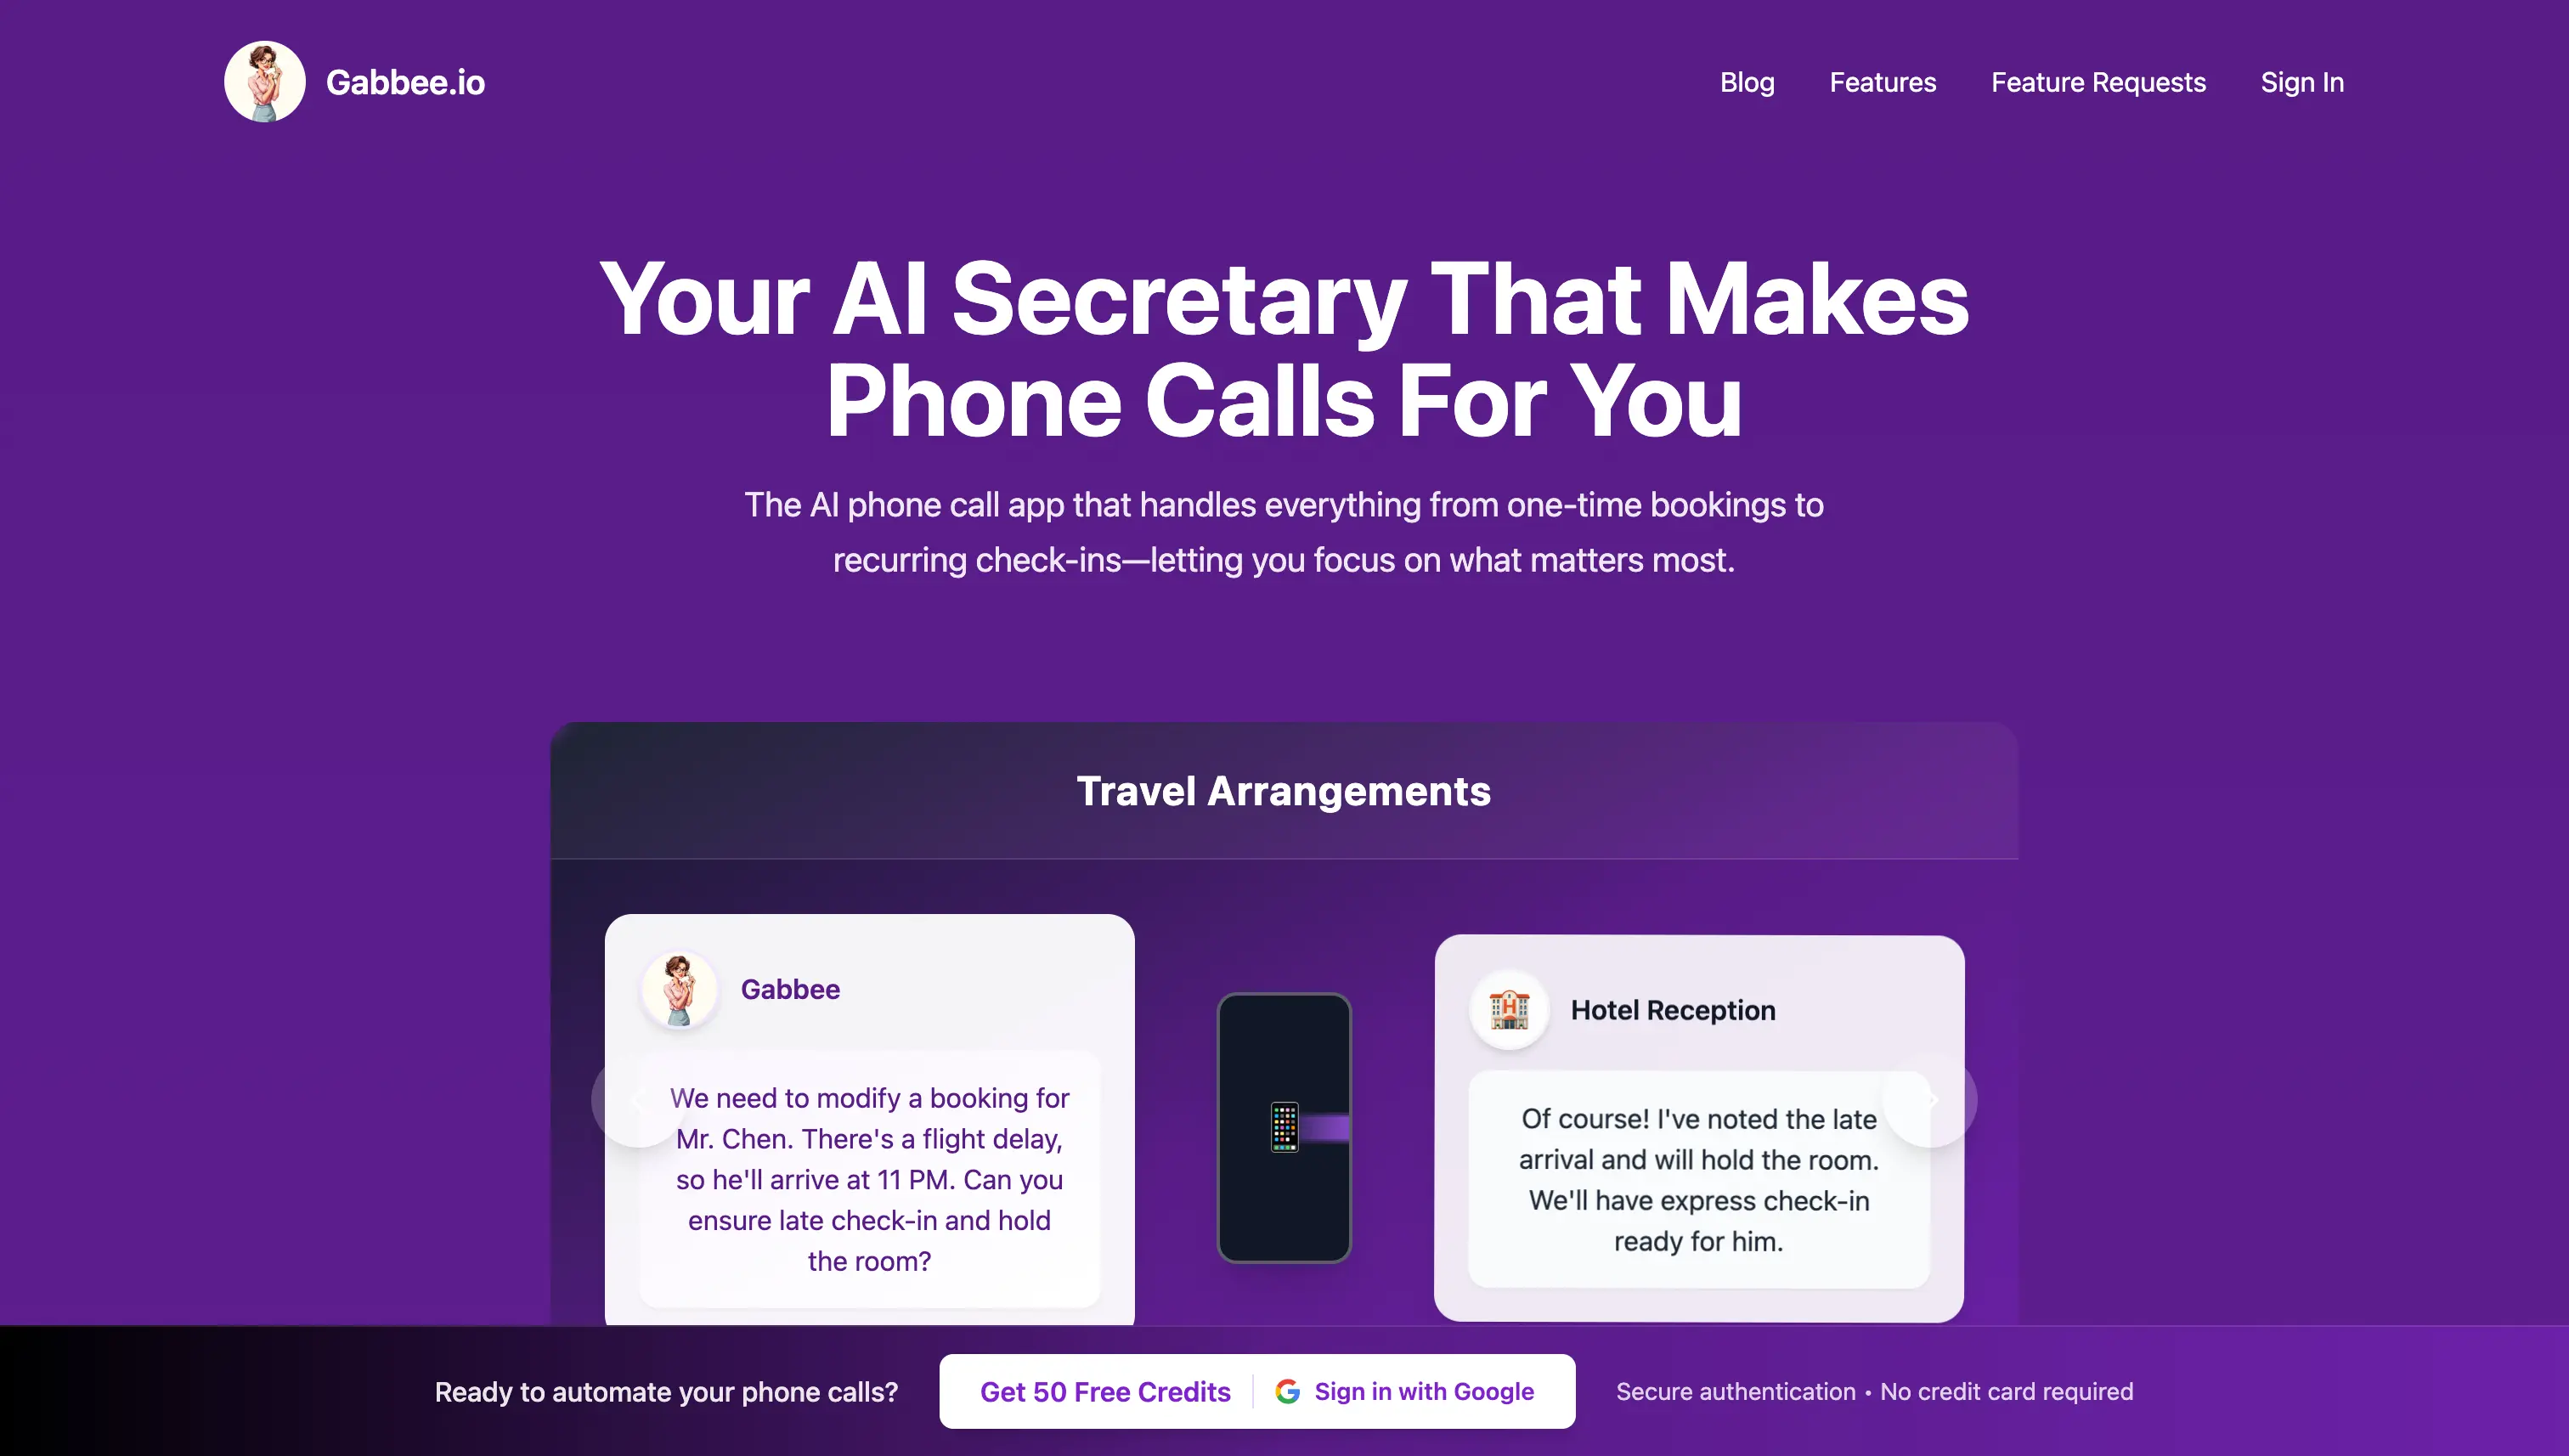 Gabbee.io
Blog
Features
Feature Requests
Sign In
Your AI Secretary That Makes
Phone Calls For You
The AI phone call app that handles everything from one-time bookings to
recurring check-ins—letting you focus on what matters most.
Travel Arrangements
Gabbee
We need to modify a booking for
Mr. Chen. There's a flight delay,
so he'll arrive at 11 PM. Can you
ensure late check-in and hold
the room?
Hotel Reception
Of course! I've noted the late
arrival and will hold the room.
We'll have express check-in
ready for him.
Ready to automate your phone calls?
Get 50 Free Credits
Sign in with Google
Secure authentication • No credit card required